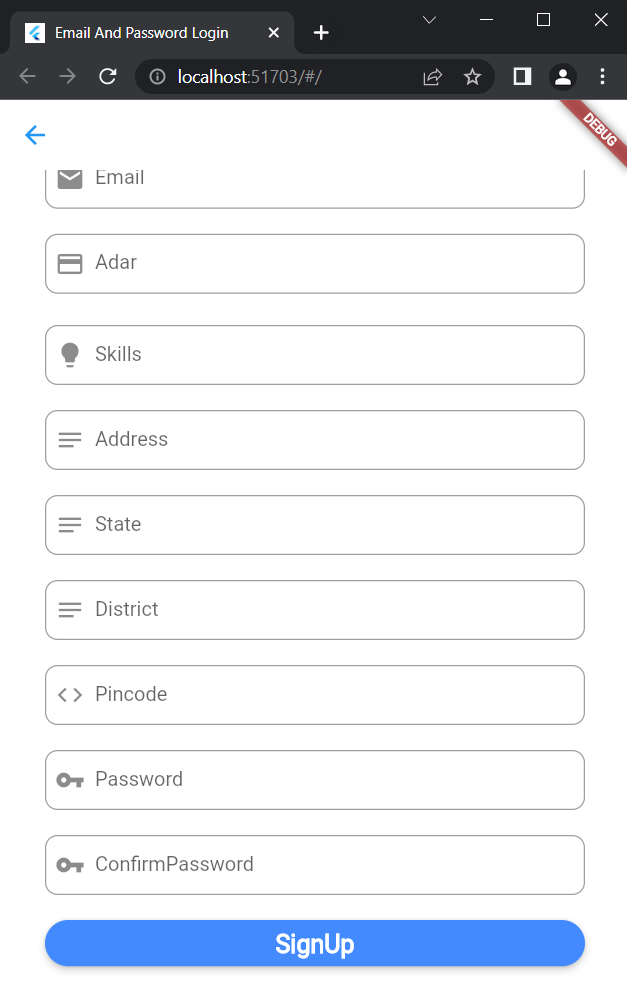 Email And Password Login
localhost:51703/#/
DEBUG
Email
Adar
Skills
Address
State
District
Pincode
Password
ConfirmPassword
SignUp